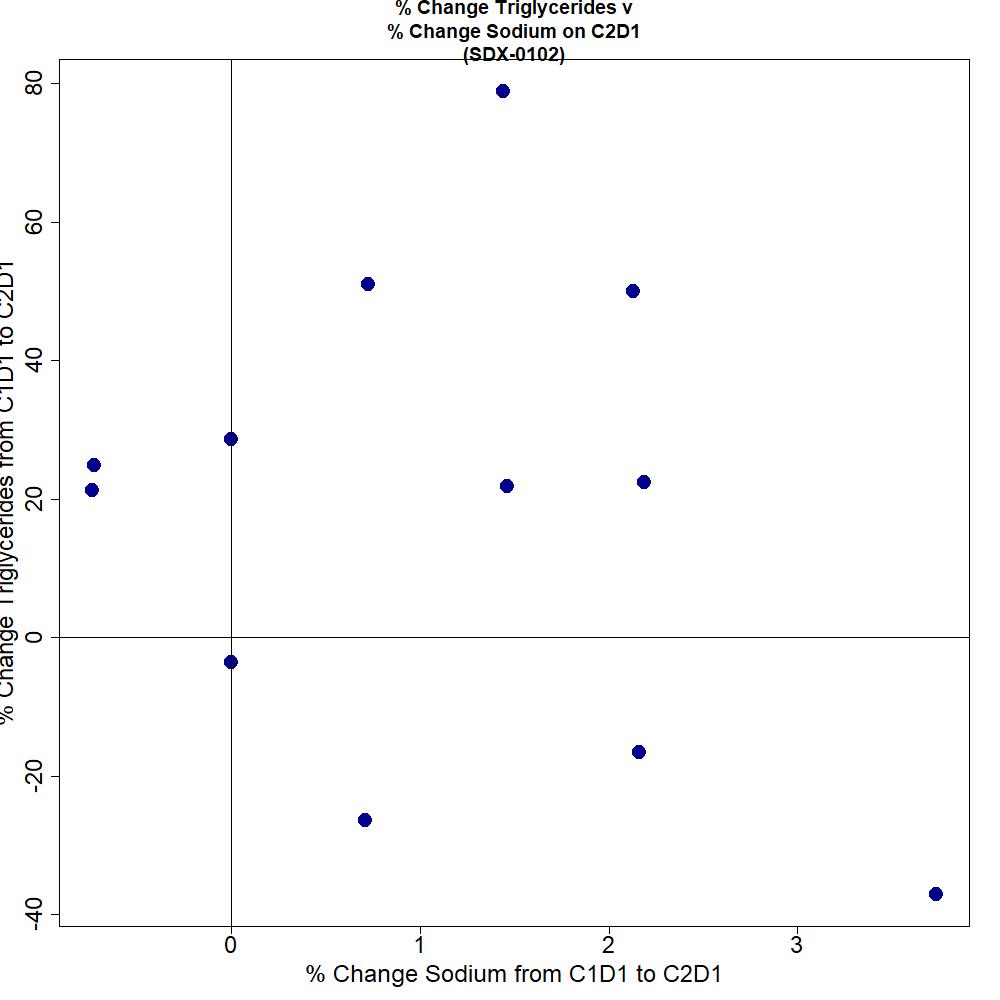 % Change Triglycerides v
% Change Sodium on C2D1
(SDX-0102)
% Change Triglycerides from C1D1 to C2D1
80
60
40
20
0
-20
-40
0 1 2 3
% Change Sodium from C1D1 to C2D1